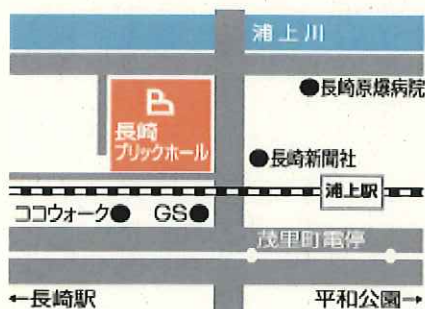 浦上川
長崎原爆病院
B
長崎
ブリックホール
長崎新聞社
浦上駅
ココウォーク
GS
茂里町電停
←長崎駅
平和公園→